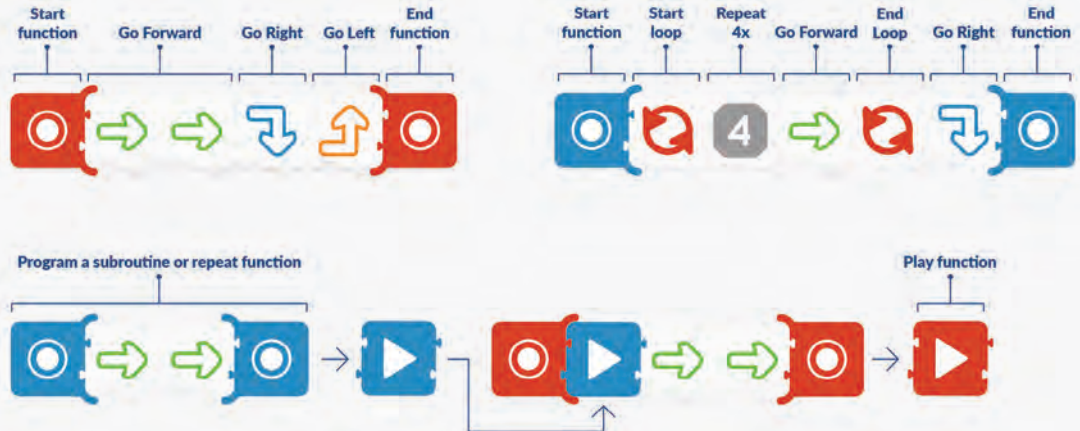 Start function
Go Forward
Go Right
Go Left
End function
Start function
Start loop
Repeat 4x
Go Forward
End Loop
Go Right
End function
4
Program a subroutine or repeat function
Play function